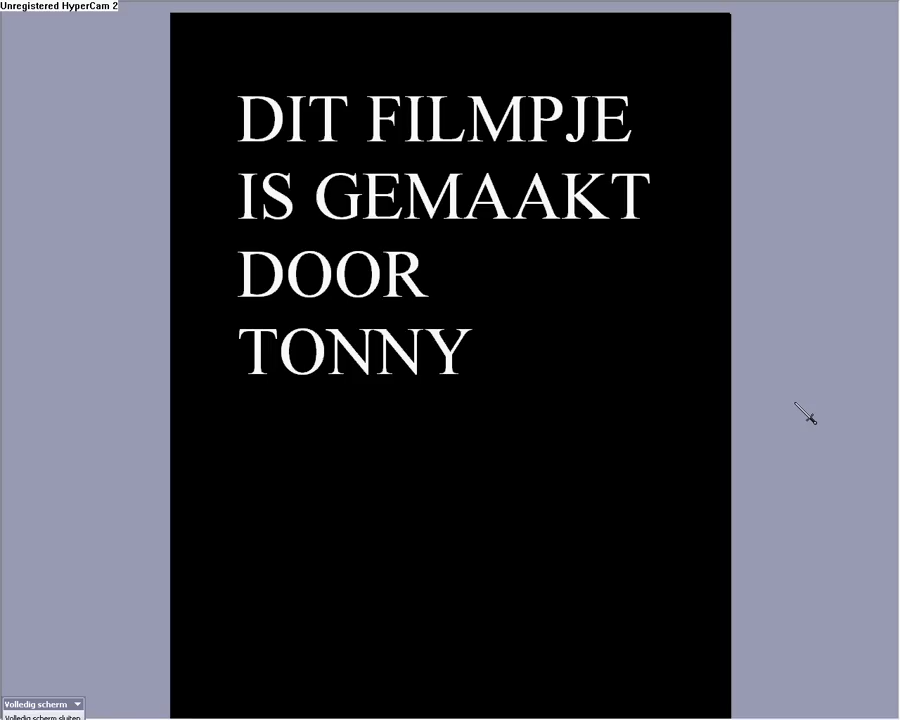 Unregistered HyperCam 2
DIT FILMPJE
IS GEMAAKT
DOOR
TONNY
Volledig scherm
Volledig scherm sluiten